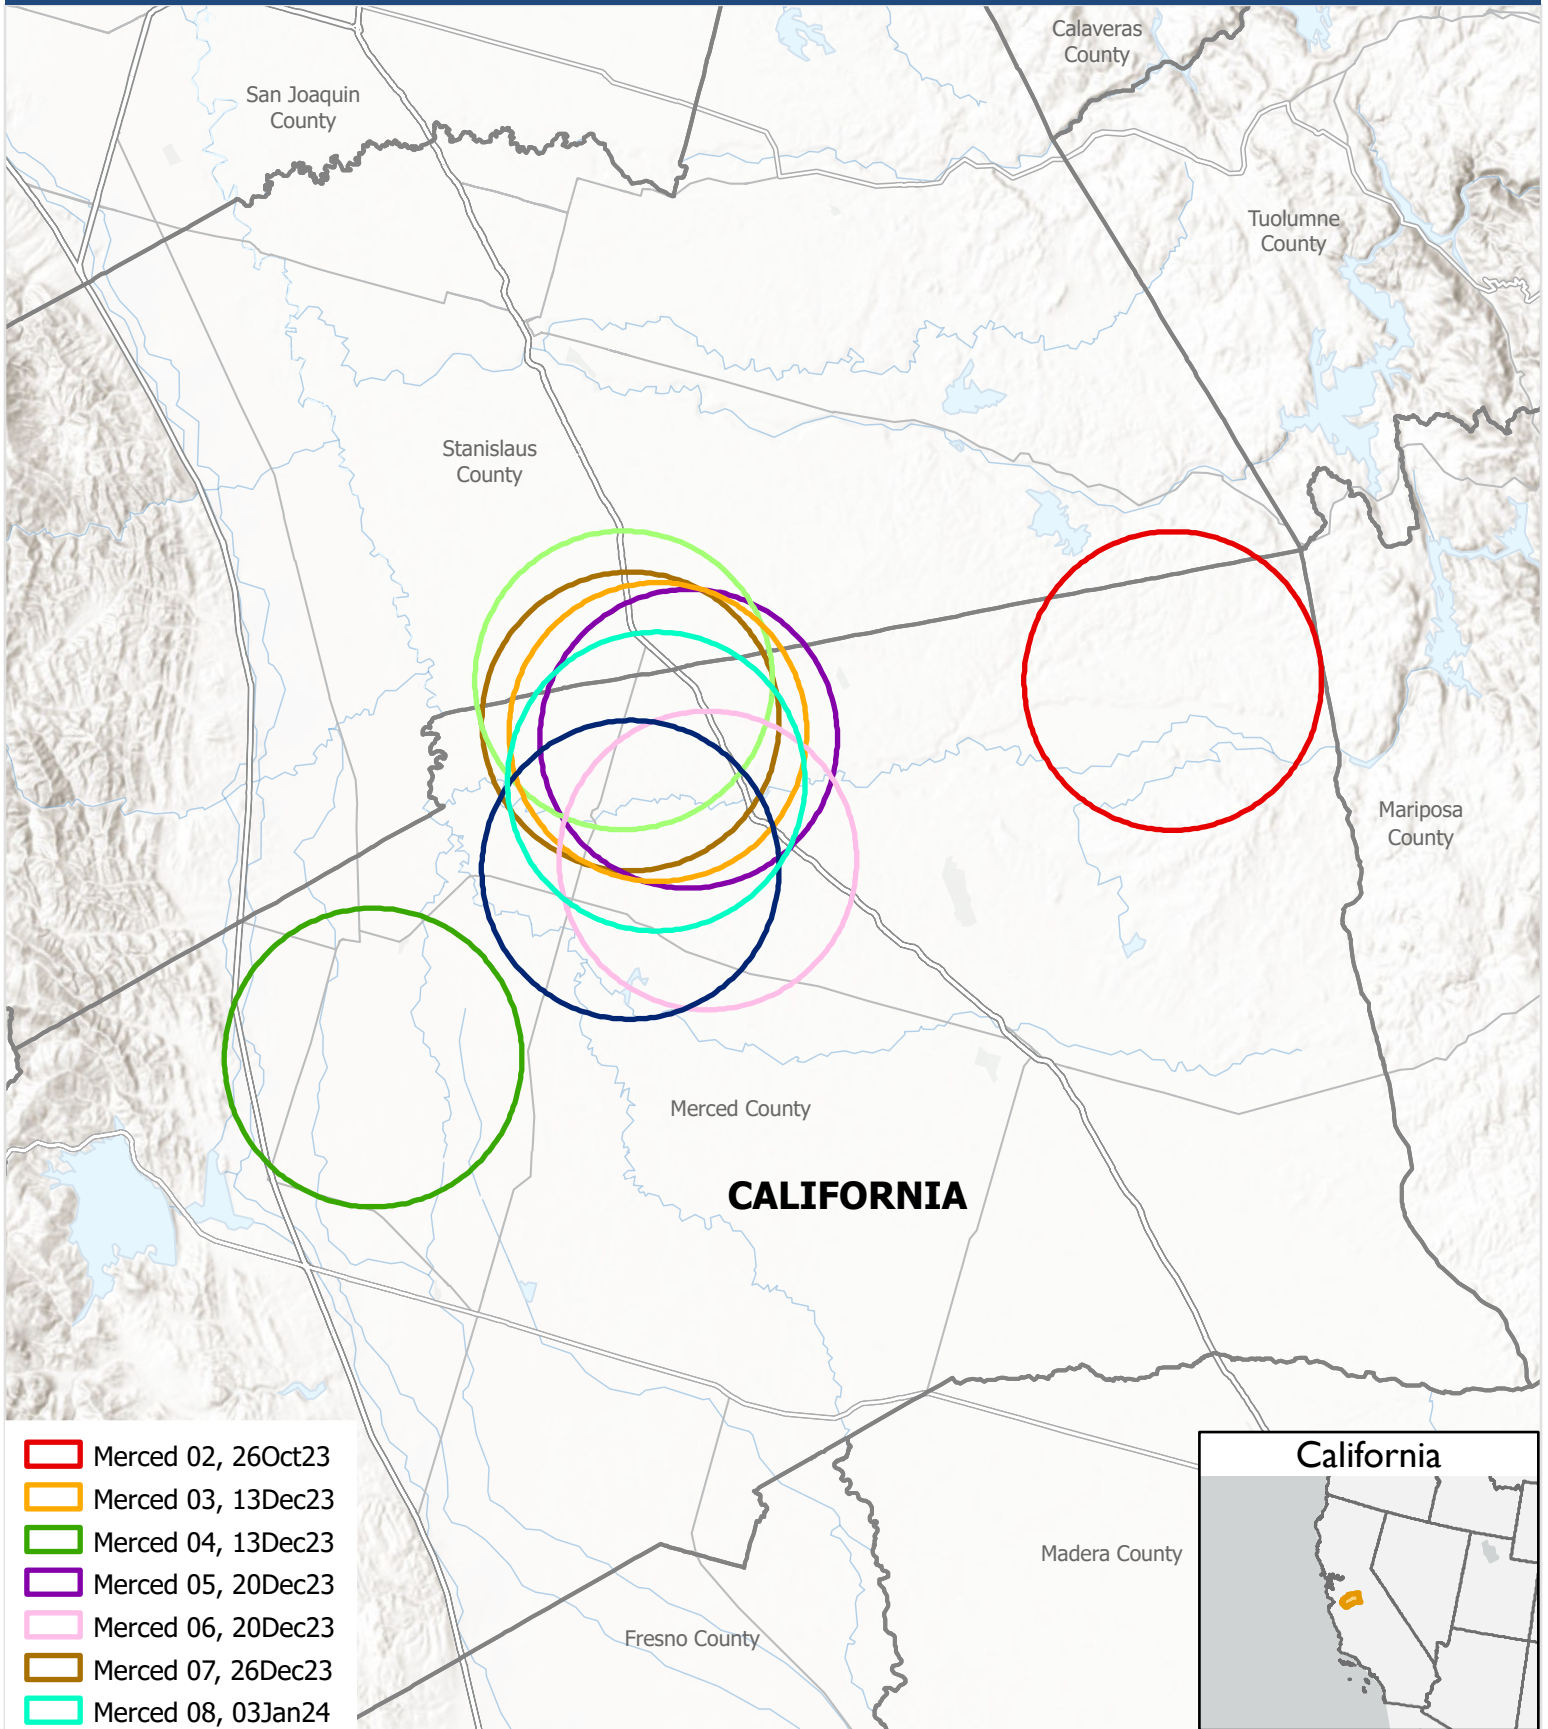 Calaveras
County
San Joaquin
County
Tuolumne
County
Stanislaus
County
Mariposa
County
Merced County
CALIFORNIA
Madera County
Fresno County
Merced 02, 26Oct23
Merced 03, 13Dec23
Merced 04, 13Dec23
Merced 05, 20Dec23
Merced 06, 20Dec23
Merced 07, 26Dec23
Merced 08, 03Jan24
California